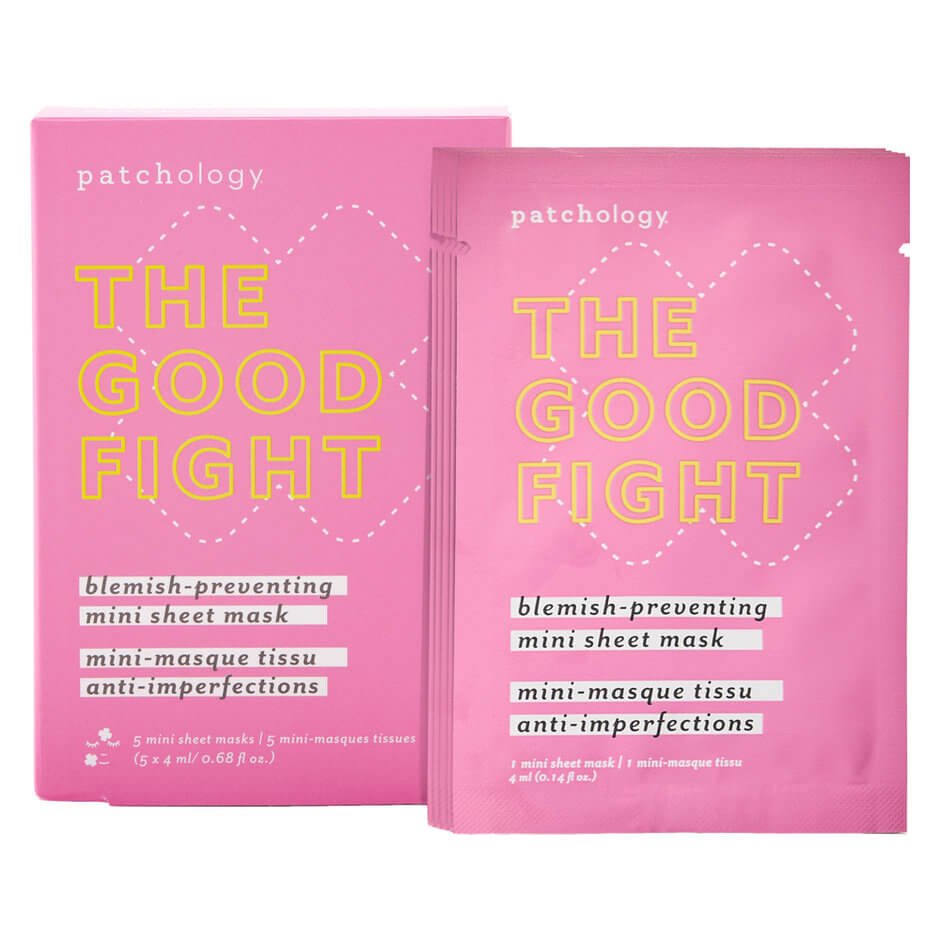 patchology
THE
GOOD
FIGHT
blemish-preventing
mini sheet mask
mini-masque tissu
anti-imperfections
5 mini sheet masks / 5 mini-masques tissues
(5 x 4 ml/ 0.68 fl oz.)
patchology
THE
GOOD
FIGHT
blemish-preventing
mini sheet mask
mini-masque tissu
anti-imperfections
1 mini sheet mask / 1 mini-masque tissu
4 ml (0.14 fl oz.)